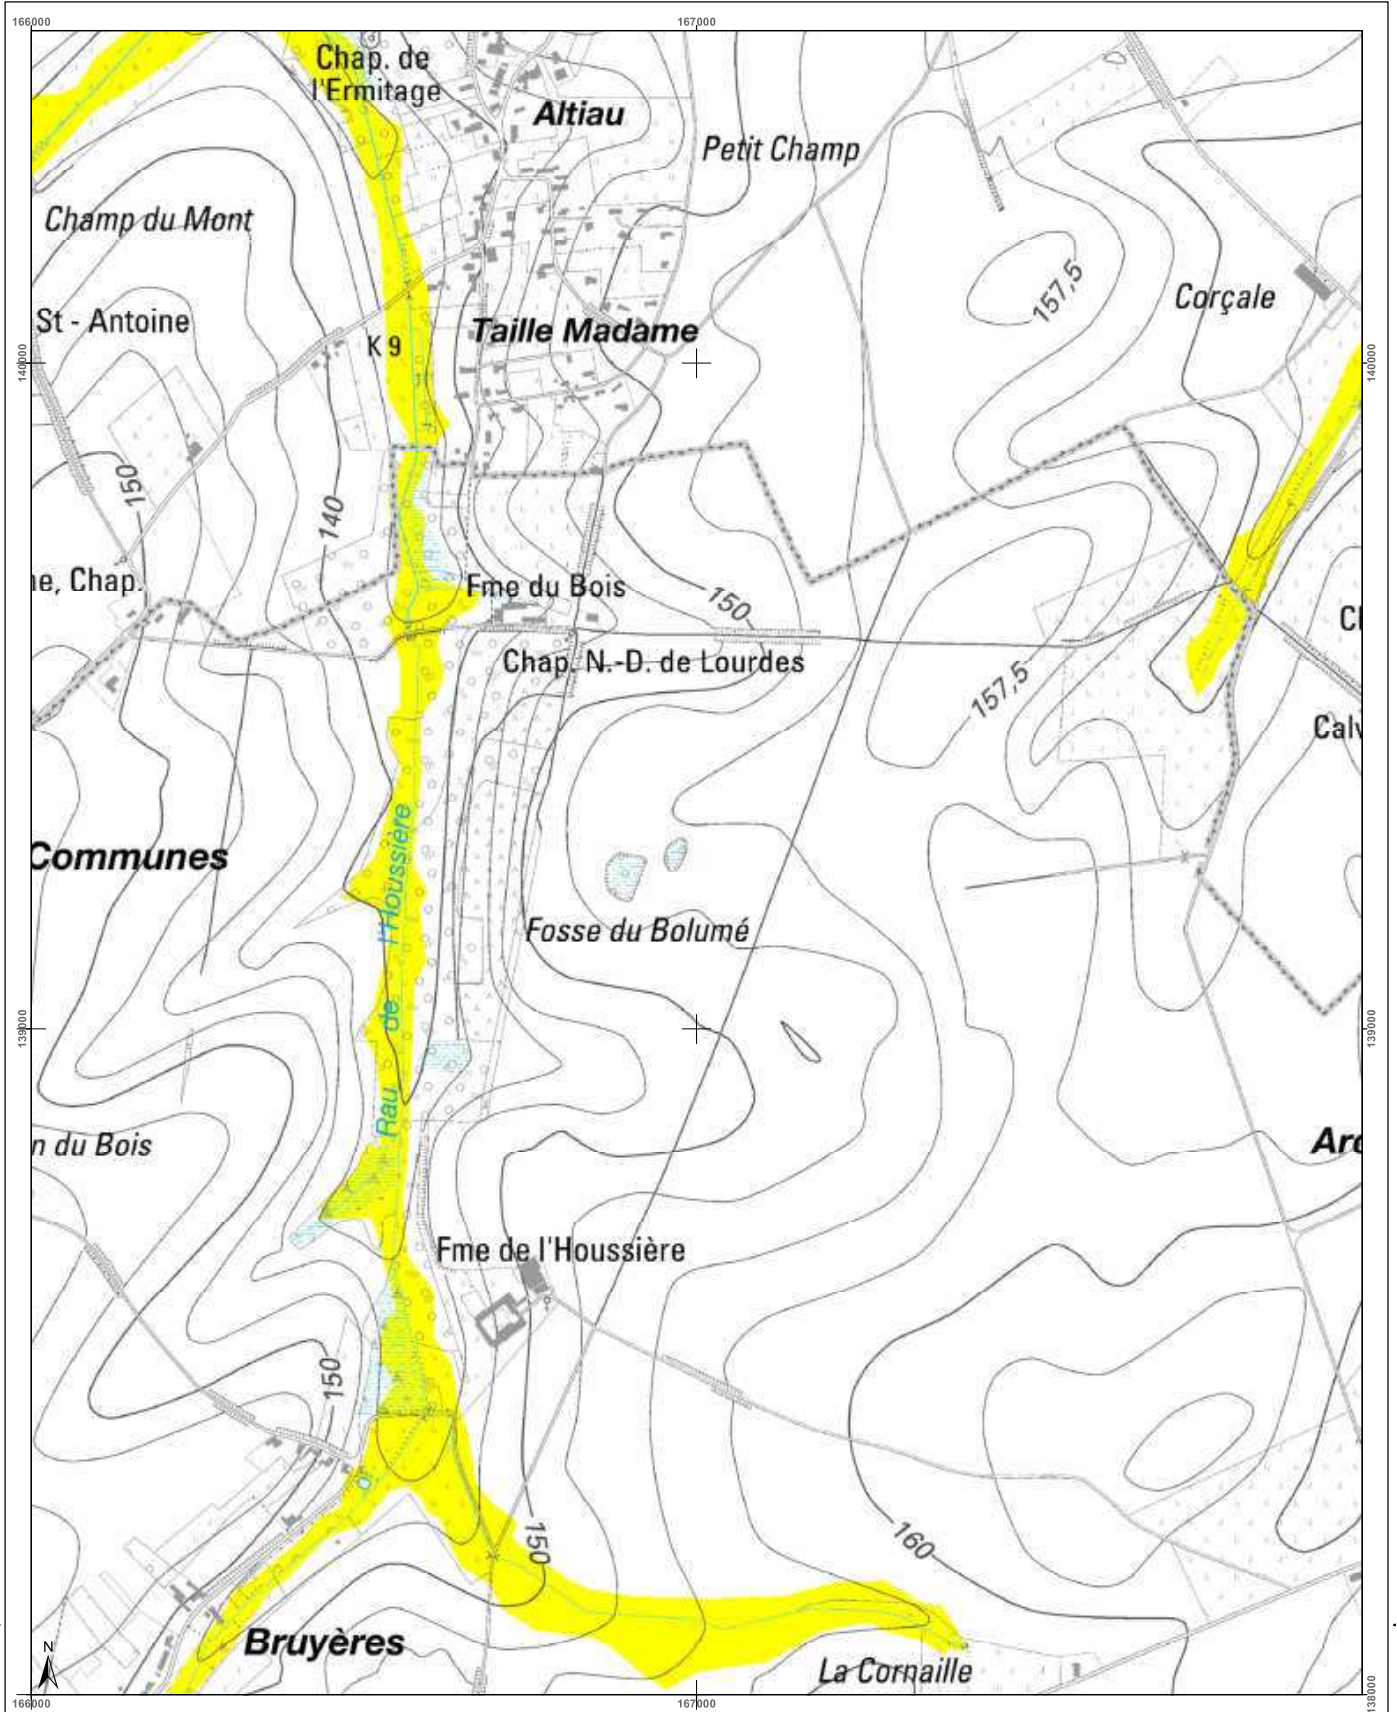 166000
167000
Chap. de
l'Ermitage
Altiau
Petit Champ
Champ du Mont
157,5
Corçale
St - Antoine
K 9
Taille Madame
140000
140000
150
140
ne, Chap.
Fme du Bois
150
Chap. N.-D. de Lourdes
157,5
Calv
Communes
Rau de l'Houssière
Fosse du Bolumé
139000
139000
n du Bois
Arc
Fme de l'Houssière
150
150
160
Bruyères
La Cornaille
N
166000
167000
138000